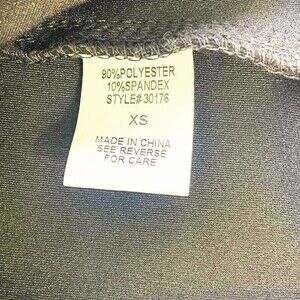 90%POLYESTER
10%SPANDEX
STYLE# 30176
XS
MADE IN CHINA
SEE REVERSE
FOR CARE